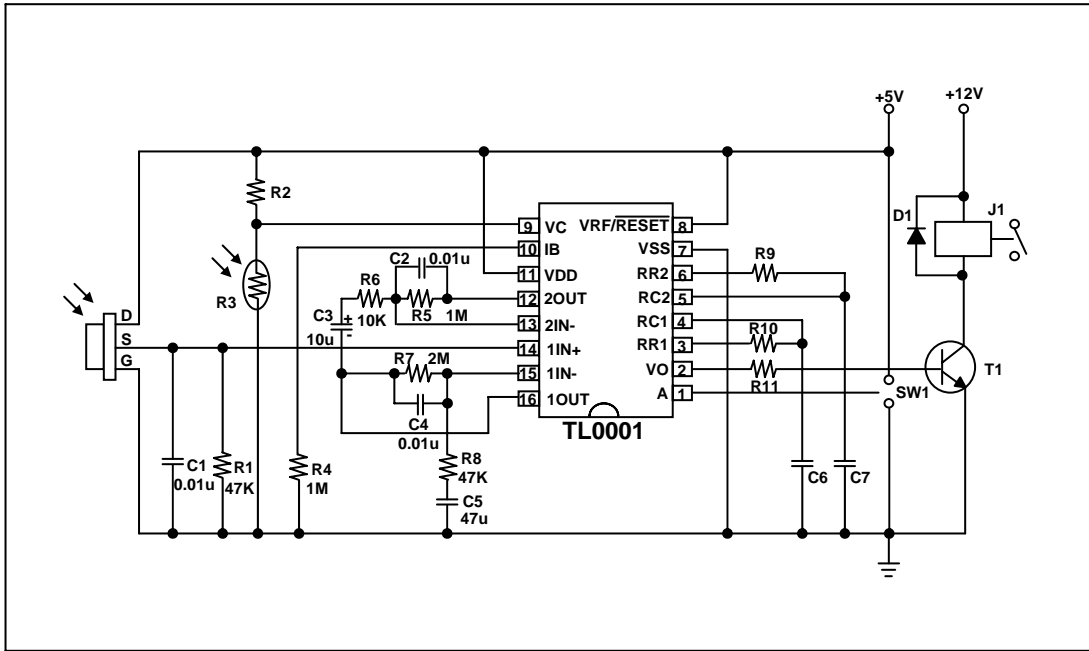 +5V
+12V
R2
D1
J1
9 VC
VRF/RESET 8
10 IB
VSS 7
C2
0.01u
R9
R6
11 VDD
RR2 6
R3
12 2OUT
RC2 5
C3
+
10K
R5
1M
D
10u
-
13 2IN-
RC1 4
R10
S
R7
2M
14 1IN+
RR1 3
G
15 1IN-
VO 2
T1
R11
SW1
16 1OUT
A 1
C4
0.01u
TL0001
C1
R1
R4
R8
C6
C7
0.01u
47K
1M
47K
C5
47u